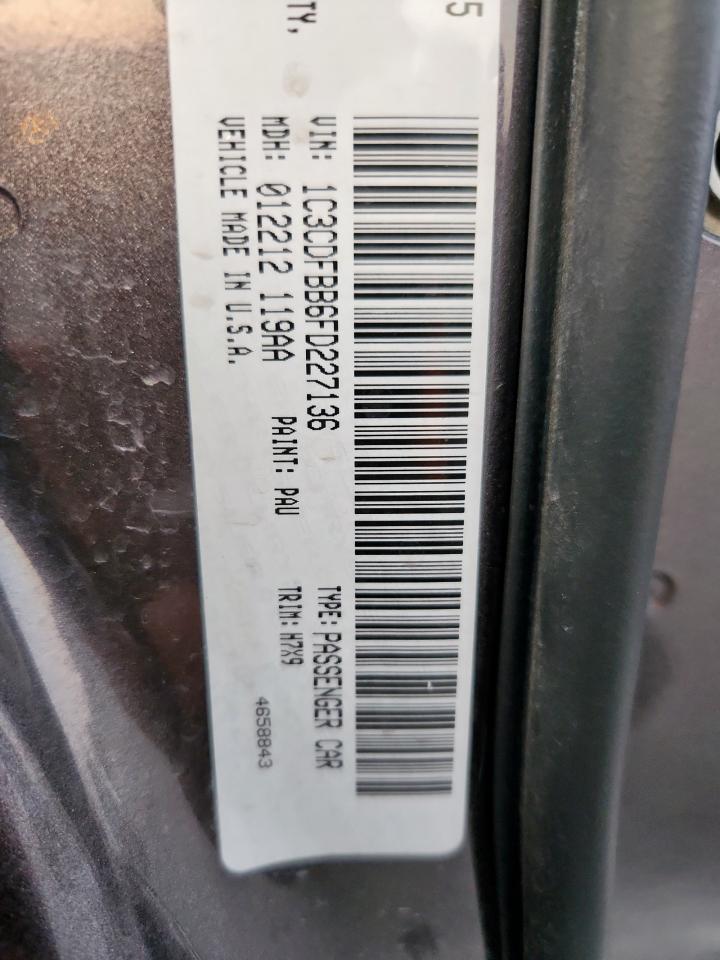 5
TY,
VIN: 1C3CDFBB6FD227136 TYPE: PASSENGER CAR
MDH: 012212 119AA PAINT: PAU TRIM: H7X9
VEHICLE MADE IN U.S.A. 4658843